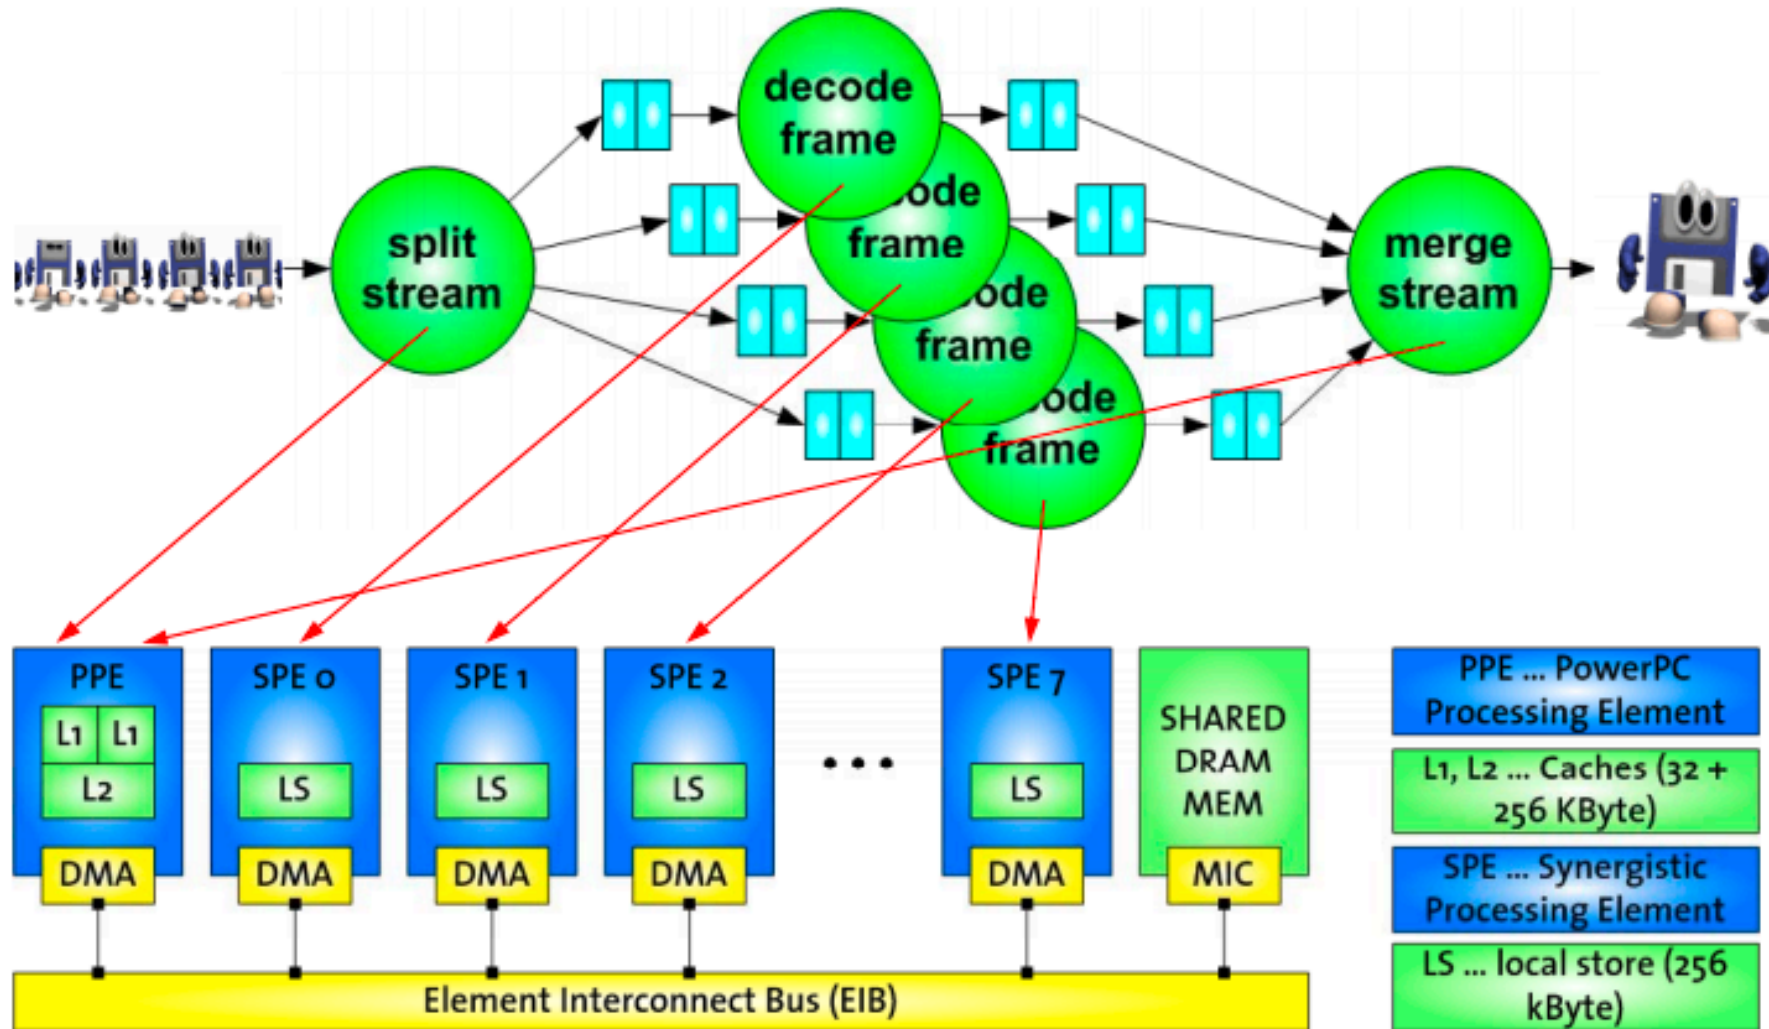 decode
frame
code
frame
code
frame
code
frame
split
stream
merge
stream
PPE
L1 L1
L2
DMA
SPE 0
LS
DMA
SPE 1
LS
DMA
SPE 2
LS
DMA
...
SPE 7
LS
DMA
SHARED
DRAM
MEM
MIC
Element Interconnect Bus (EIB)
PPE ... PowerPC
Processing Element
L1, L2 ... Caches (32 +
256 KByte)
SPE ... Synergistic
Processing Element
LS ... local store (256
kByte)